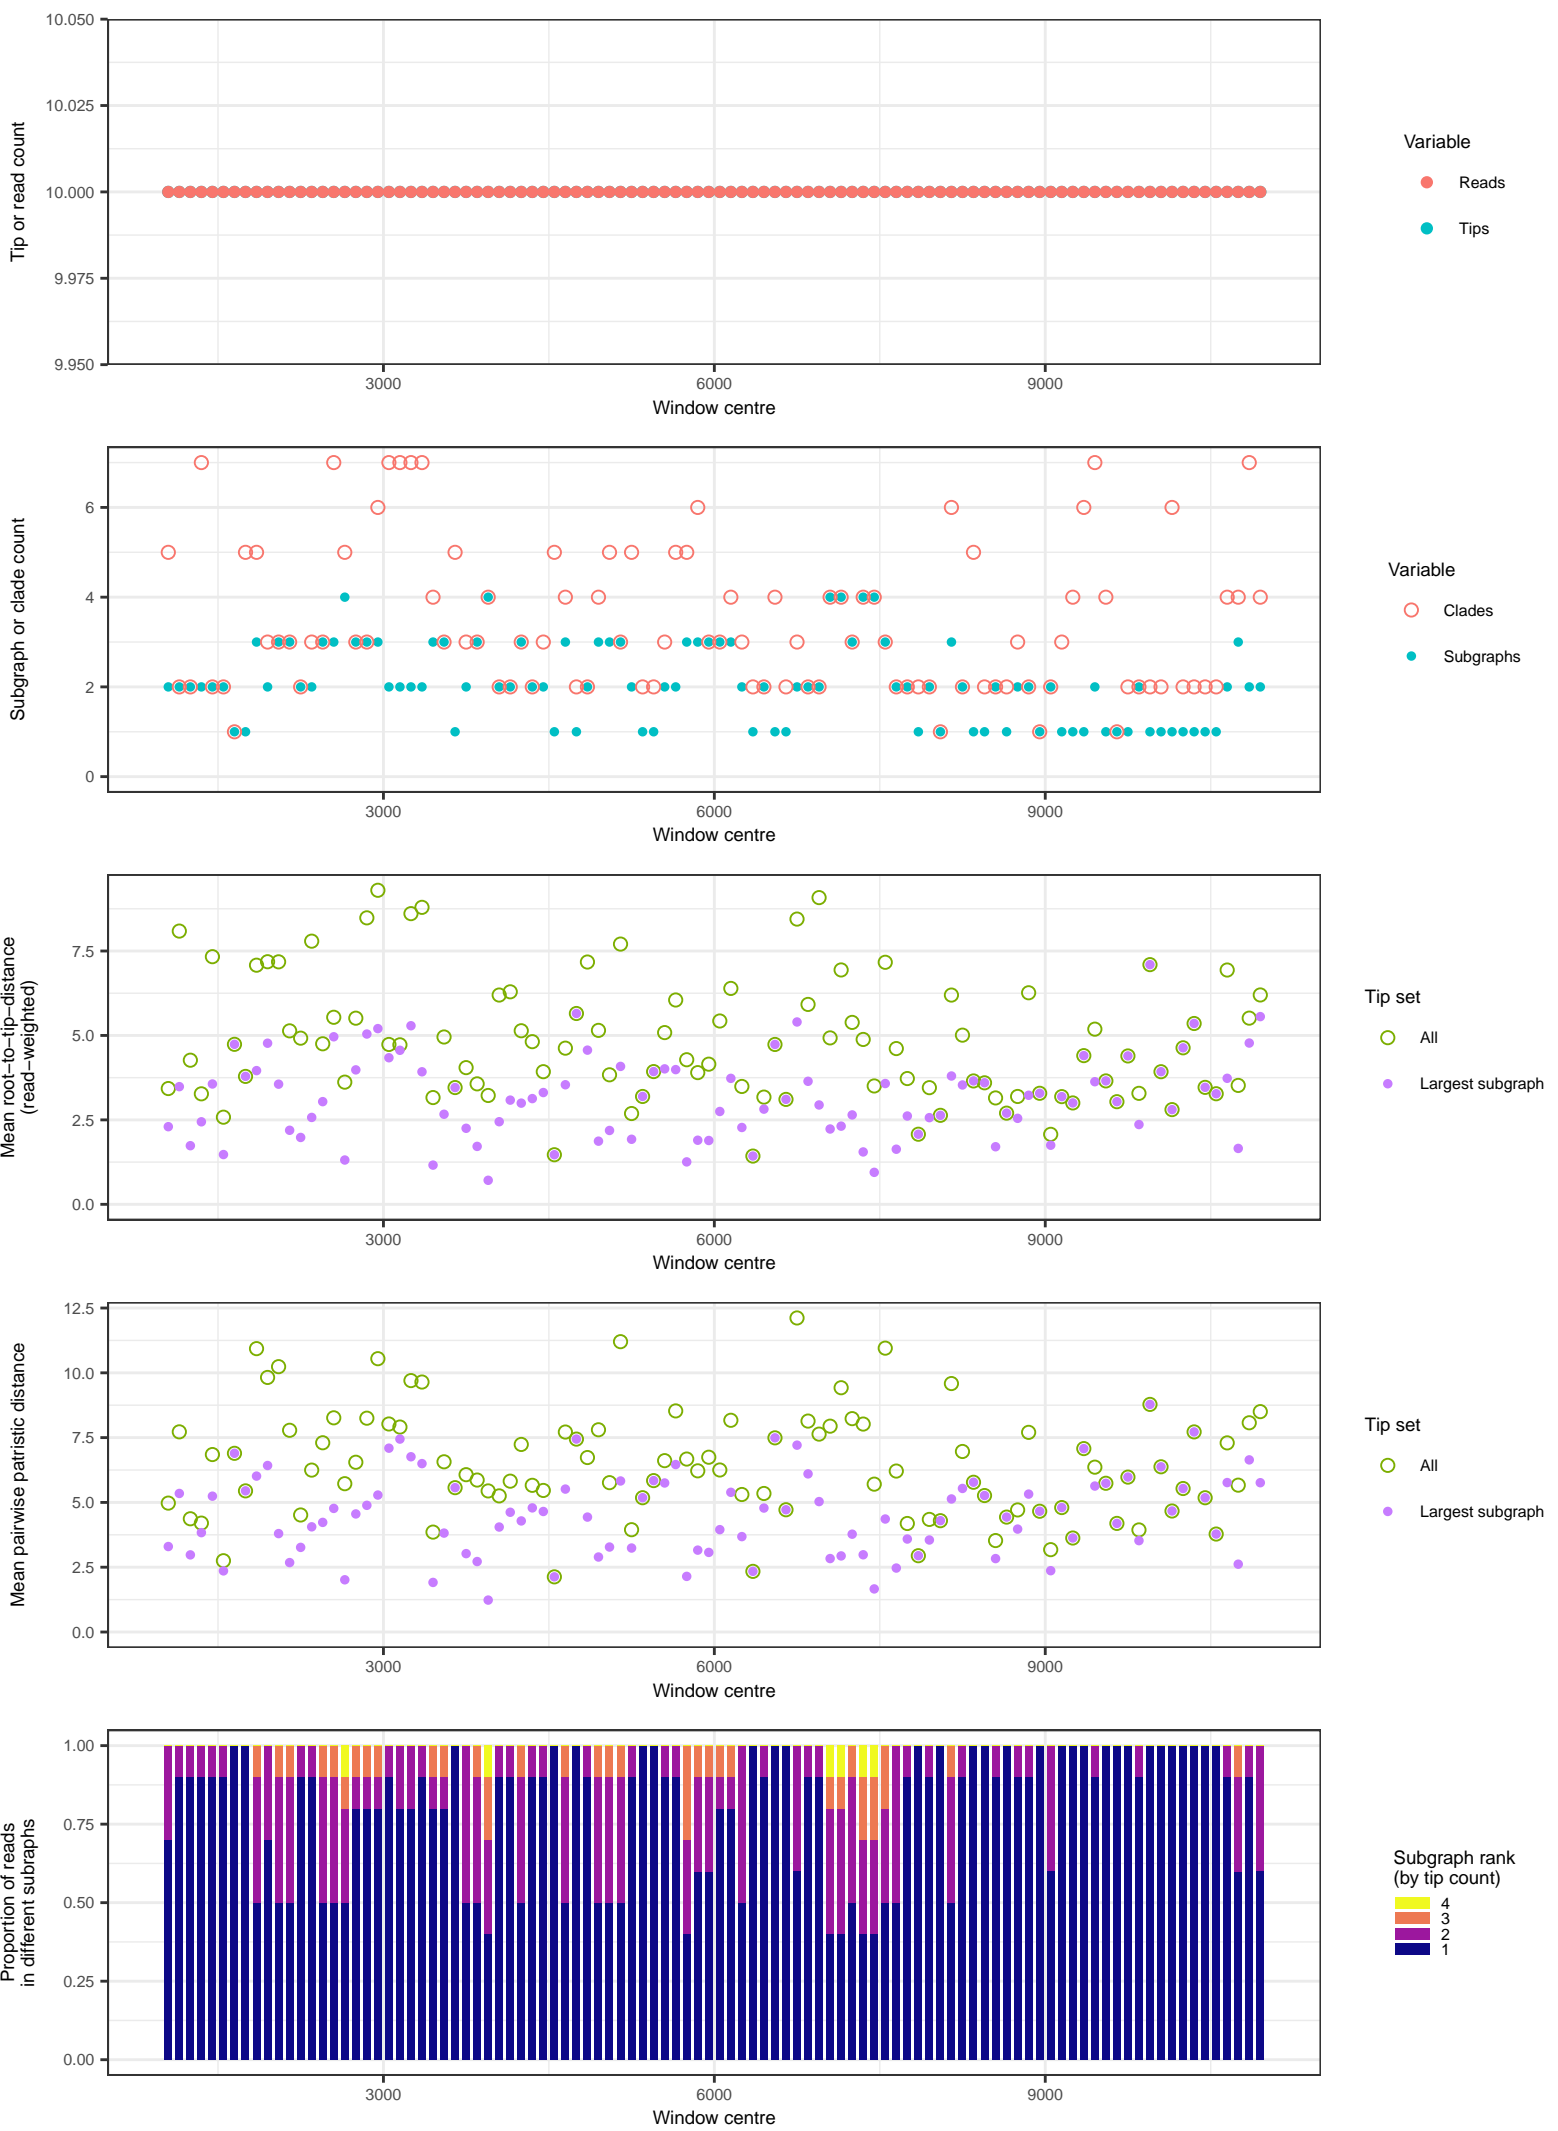 10.050
10.025
10.000
9.975
9.950
Tip or read count
3000 6000 9000
Window centre
Variable
Reads
Tips
6
4
2
0
Subgraph or clade count
3000 6000 9000
Window centre
Variable
Clades
Subgraphs
7.5
5.0
2.5
0.0
Mean root−to−tip−distance
(read−weighted)
3000 6000 9000
Window centre
Tip set
All
Largest subgraph
12.5
10.0
7.5
5.0
2.5
0.0
Mean pairwise patristic distance
3000 6000 9000
Window centre
Tip set
All
Largest subgraph
1.00
0.75
0.50
0.25
0.00
Proportion of reads
in different subraphs
3000 6000 9000
Window centre
Subgraph rank
(by tip count)
4
3
2
1